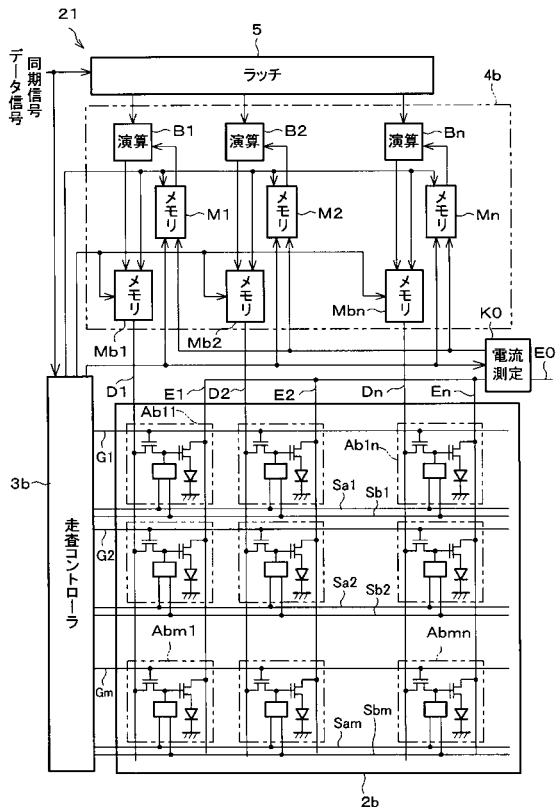 21
5
同期信号
データ信号
ラッチ
4b
演算
B1
演算
B2
演算
Bn
メモリ
M1
メモリ
M2
メモリ
Mn
メモリ
メモリ
メモリ
Mb1
Mb2
Mbn
K0
電流測定
E0
D1
E1
D2
E2
Dn
En
Ab11
Ab1n
G1
Sa1
Sb1
3b
走査コントローラ
G2
Sa2
Sb2
Abm1
Abmn
Gm
Sam
Sbm
2b